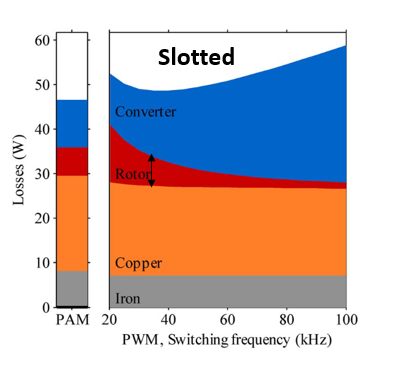 Slotted
Losses (W)
60
50
40
30
20
10
0
Converter
Rotor
Copper
Iron
PAM
20
40
60
80
100
PWM, Switching frequency (kHz)